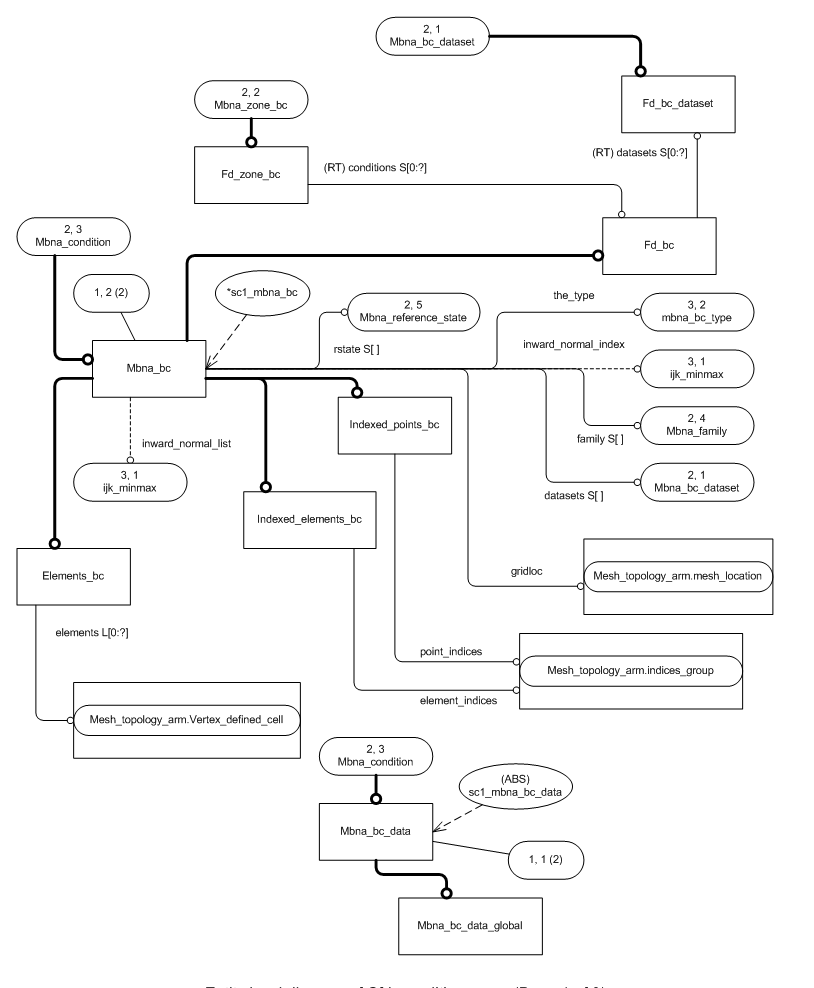 2, 1
Mbna_bc_dataset
Fd_bc_dataset
2, 2
Mbna_zone_bc
(RT) datasets S[0:?]
Fd_zone_bc
(RT) conditions S[0:?]
2, 3
Mbna_condition
Fd_bc
1, 2 (2)
*sc1_mbna_bc
the_type
2, 5
Mbna_reference_state
3, 2
mbna_bc_type
rstate S[ ]
inward_normal_index
Mbna_bc
3, 1
ijk_minmax
Indexed_points_bc
2, 4
Mbna_family
family S[ ]
inward_normal_list
3, 1
ijk_minmax
2, 1
Mbna_bc_dataset
datasets S[ ]
Indexed_elements_bc
Elements_bc
gridloc
Mesh_topology_arm.mesh_location
elements L[0:?]
point_indices
Mesh_topology_arm.indices_group
element_indices
Mesh_topology_arm.Vertex_defined_cell
2, 3
Mbna_condition
(ABS)
sc1_mbna_bc_data
Mbna_bc_data
1, 1 (2)
Mbna_bc_data_global